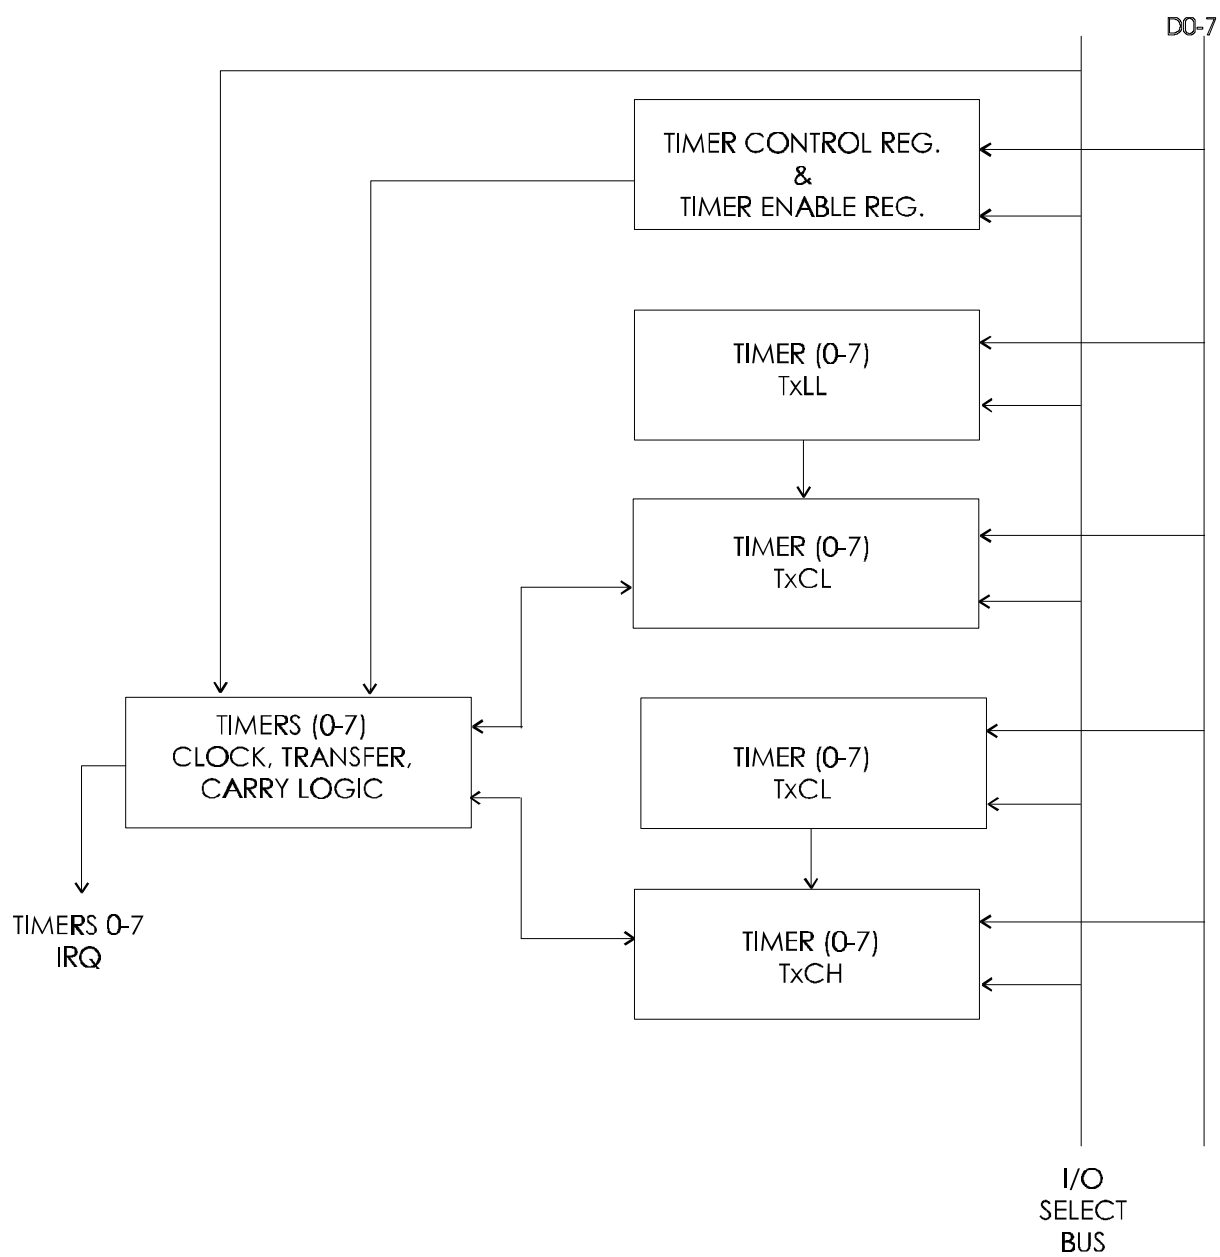 D0-7
TIMER CONTROL REG.
&
TIMER ENABLE REG.
TIMER (0-7)
TxLL
TIMER (0-7)
TxCL
TIMERS (0-7)
CLOCK, TRANSFER,
CARRY LOGIC
TIMER (0-7)
TxCL
TIMERS 0-7
IRQ
TIMER (0-7)
TxCH
I/O
SELECT
BUS